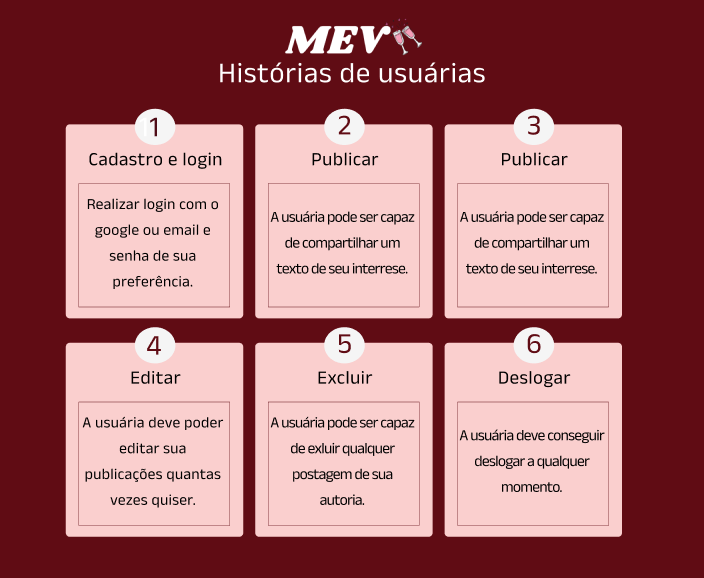 MEV
Histórias de usuárias
1
Cadastro e login
Realizar login com o
google ou email e
senha de sua
preferência.
2
Publicar
A usuária pode ser capaz
de compartilhar um
texto de seu interrese.
3
Publicar
A usuária pode ser capaz
de compartilhar um
texto de seu interrese.
4
Editar
A usuária deve poder
editar sua
publicações quantas
vezes quiser.
5
Excluir
A usuária pode ser capaz
de exluir qualquer
postagem de sua
autoria.
6
Deslogar
A usuária deve conseguir
deslogar a qualquer
momento.